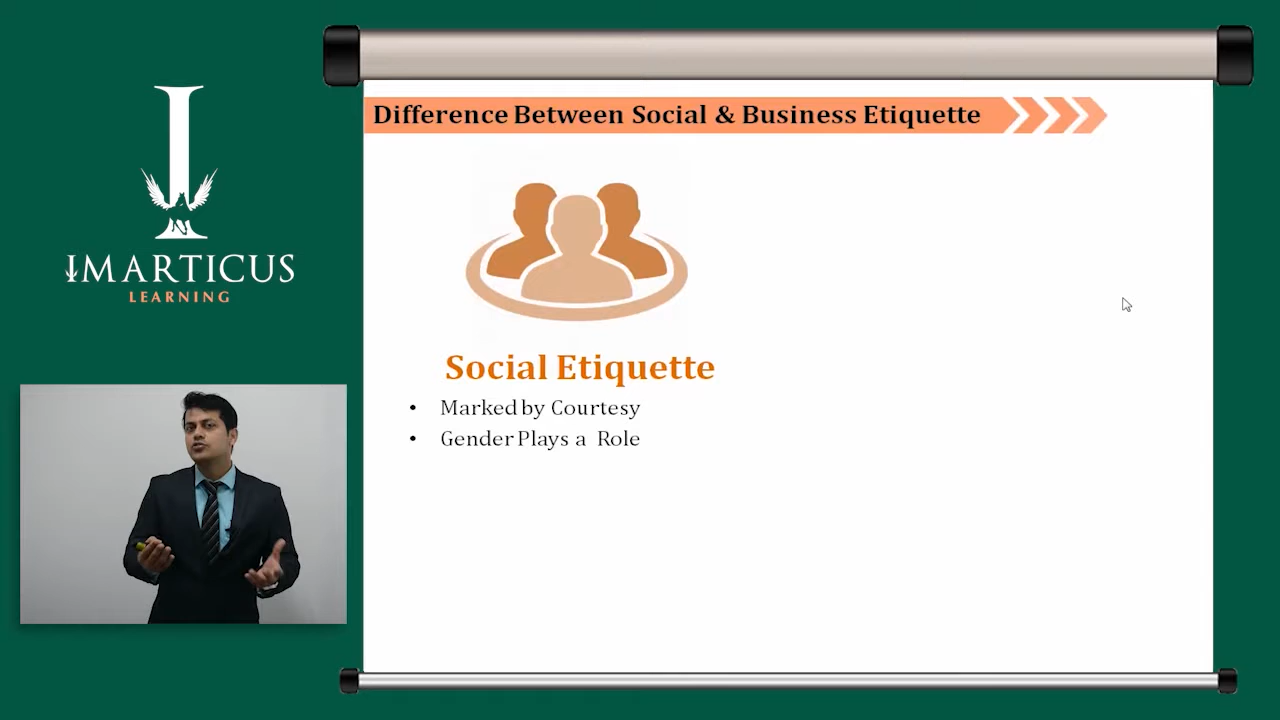 IMARTICUS
LEARNING
Difference Between Social & Business Etiquette
Social Etiquette
• Marked by Courtesy
• Gender Plays a Role